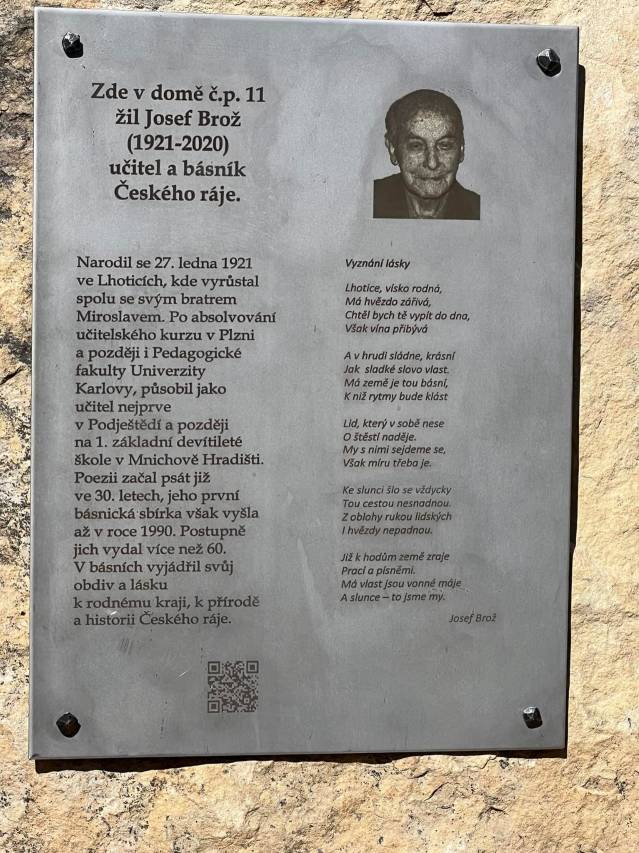 Zde v domě č.p. 11
žil Josef Brož
(1921-2020)
učitel a básník
Českého ráje.
Narodil se 27. ledna 1921
ve Lhoticích, kde vyrůstal
spolu se svým bratrem
Miroslavem. Po absolvování
učitelského kurzu v Plzni
a později i Pedagogické
fakulty Univerzity
Karlovy, působil jako
učitel nejprve
v Podještědí a později
na 1. základní devítileté
škole v Mnichově Hradišti.
Poezii začal psát již
ve 30. letech, jeho první
básnická sbírka však vyšla
až v roce 1990. Postupně
jich vydal více než 60.
V básních vyjádřil svůj
obdiv a lásku
k rodnému kraji, k přírodě
a historii Českého ráje.
Vyznání lásky
Lhotice, vísko rodná,
Má hvězdo zářivá,
Chtěl bych tě vypít do dna,
Však vína přibývá
A v hrudi sládne, krásní
Jak sladké slovo vlast.
Má země je tou básní,
K níž rytmy bude klást
Lid, který v sobě nese
O štěstí naděje.
My s nimi sejdeme se,
Však míru třeba je.
Ke slunci šlo se vždycky
Tou cestou nesnadnou.
Z oblohy rukou lidských
I hvězdy nepadnou.
Již k hodům země zraje
Prací a písněmi.
Má vlast jsou vonné máje
A slunce – to jsme my.
Josef Brož